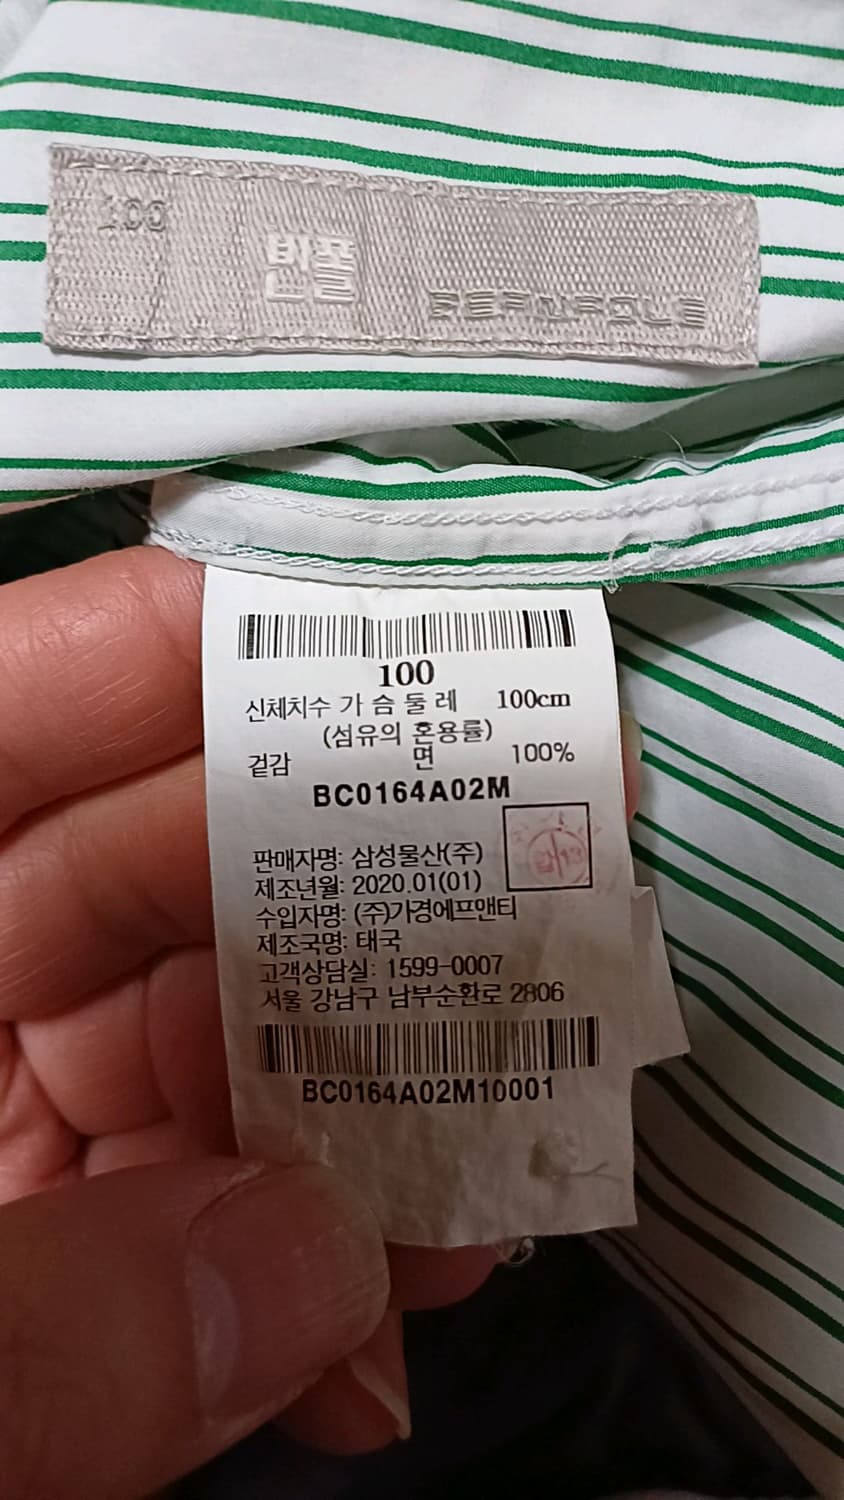 100
빈폴
BEANPOLE
100
신체치수 가 슴 둘 레 100cm
(섬유의 혼용률)
겉감 면 100%
BC0164A02M
판매자명: 삼성물산(주)
제조년월: 2020.01(01)
수입자명: (주)가경에프앤티
제조국명: 태국
고객상담실: 1599-0007
서울 강남구 남부순환로 2806
BC0164A02M10001